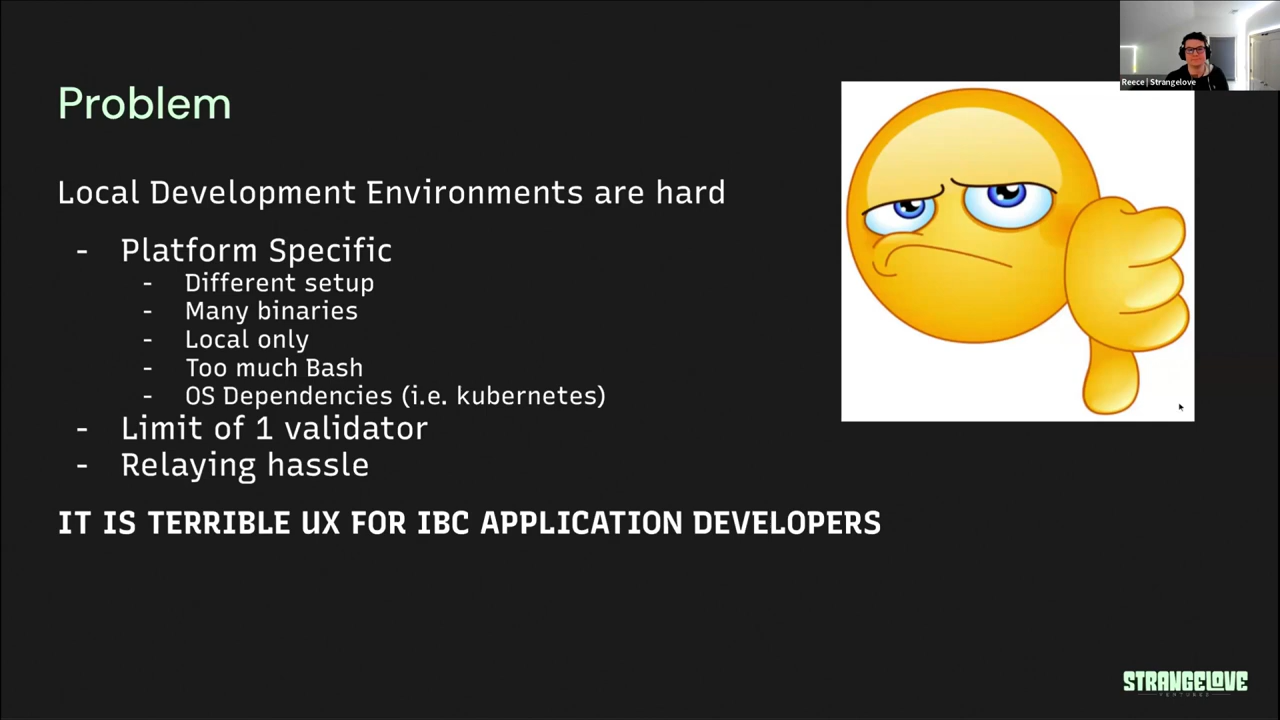 Reece | Strangelove
Problem
Local Development Environments are hard
- Platform Specific
- Different setup
- Many binaries
- Local only
- Too much Bash
- OS Dependencies (i.e. kubernetes)
- Limit of 1 validator
- Relaying hassle
IT IS TERRIBLE UX FOR IBC APPLICATION DEVELOPERS
STRANGELOVE
VENTURES